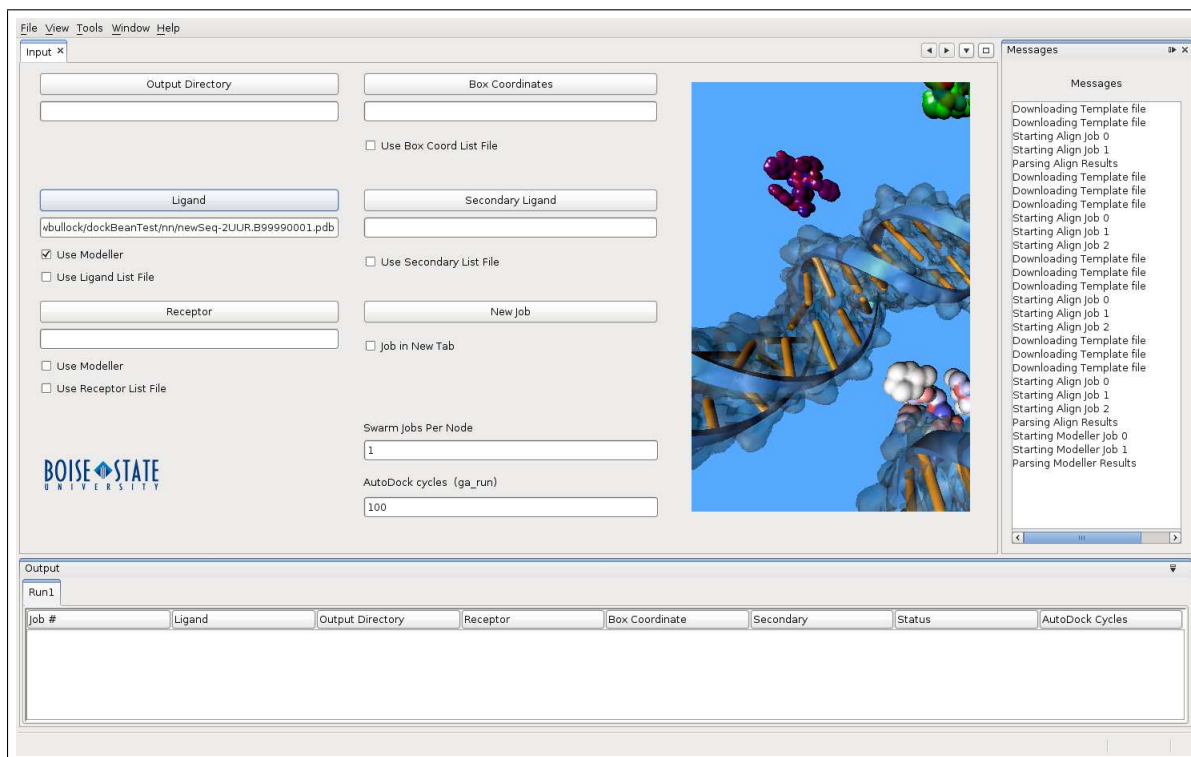 File View Tools Window Help
Input
Output Directory
Box Coordinates
Use Box Coord List File
Ligand
Secondary Ligand
wbullock/dockBeanTest/nn/newSeq-2UUR.B99990001.pdb
Use Modeller
Use Secondary List File
Use Ligand List File
Receptor
New Job
Job in New Tab
Use Modeller
Use Receptor List File
Swarm Jobs Per Node
1
AutoDock cycles (ga_run)
100
BOISE STATE
UNIVERSITY
Messages
Messages
Downloading Template file
Downloading Template file
Starting Align Job 0
Starting Align Job 1
Parsing Align Results
Downloading Template file
Downloading Template file
Downloading Template file
Starting Align Job 0
Starting Align Job 1
Starting Align Job 2
Downloading Template file
Downloading Template file
Downloading Template file
Starting Align Job 0
Starting Align Job 1
Starting Align Job 2
Downloading Template file
Downloading Template file
Downloading Template file
Starting Align Job 0
Starting Align Job 1
Starting Align Job 2
Parsing Align Results
Starting Modeller Job 0
Starting Modeller Job 1
Parsing Modeller Results
Output
Run1
Job # Ligand Output Directory Receptor Box Coordinate Secondary Status AutoDock Cycles